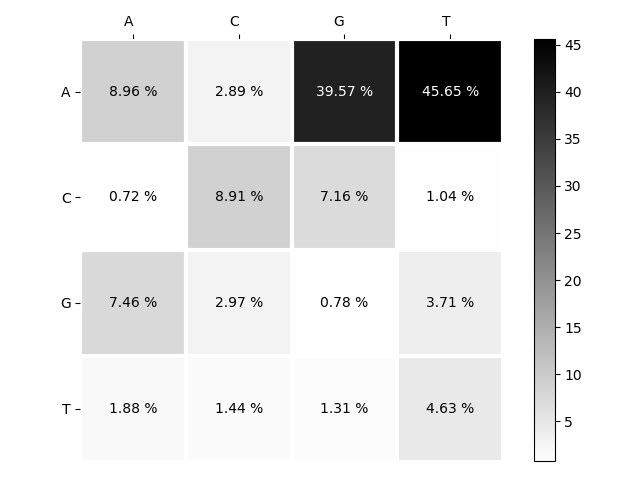 A C G T
A 8.96 % 2.89 % 39.57 % 45.65 %
C 0.72 % 8.91 % 7.16 % 1.04 %
G 7.46 % 2.97 % 0.78 % 3.71 %
T 1.88 % 1.44 % 1.31 % 4.63 %
45
40
35
30
25
20
15
10
5